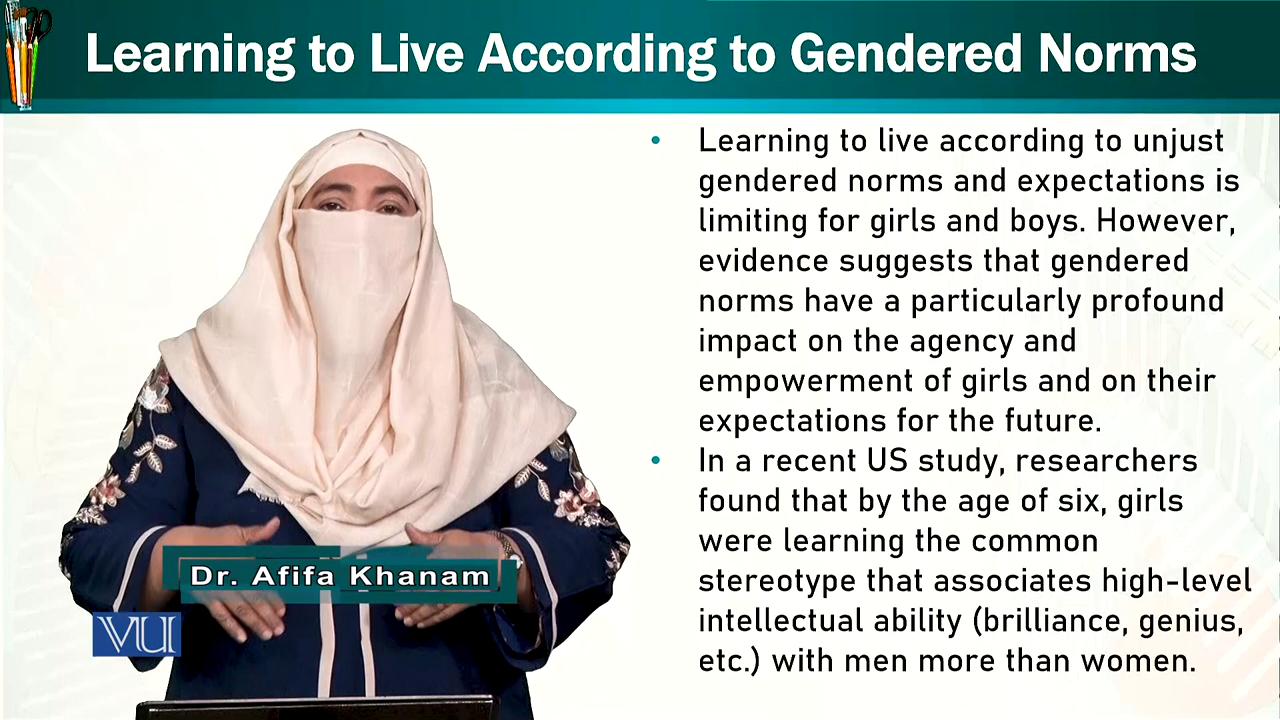 Learning to Live According to Gendered Norms
• Learning to live according to unjust
gendered norms and expectations is
limiting for girls and boys. However,
evidence suggests that gendered
norms have a particularly profound
impact on the agency and
empowerment of girls and on their
expectations for the future.
• In a recent US study, researchers
found that by the age of six, girls
were learning the common
stereotype that associates high-level
intellectual ability (brilliance, genius,
etc.) with men more than women.
Dr. Afifa Khanam
VU